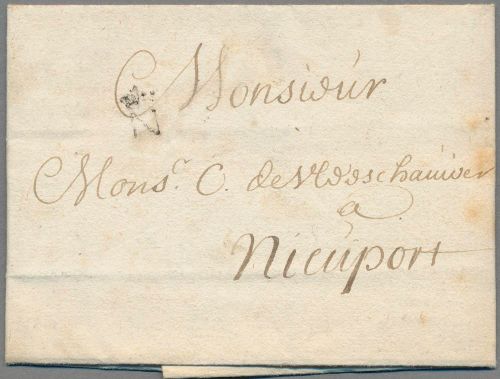 Monsieur
Mons.r C. de Vleeschauwer
a
Nieuport